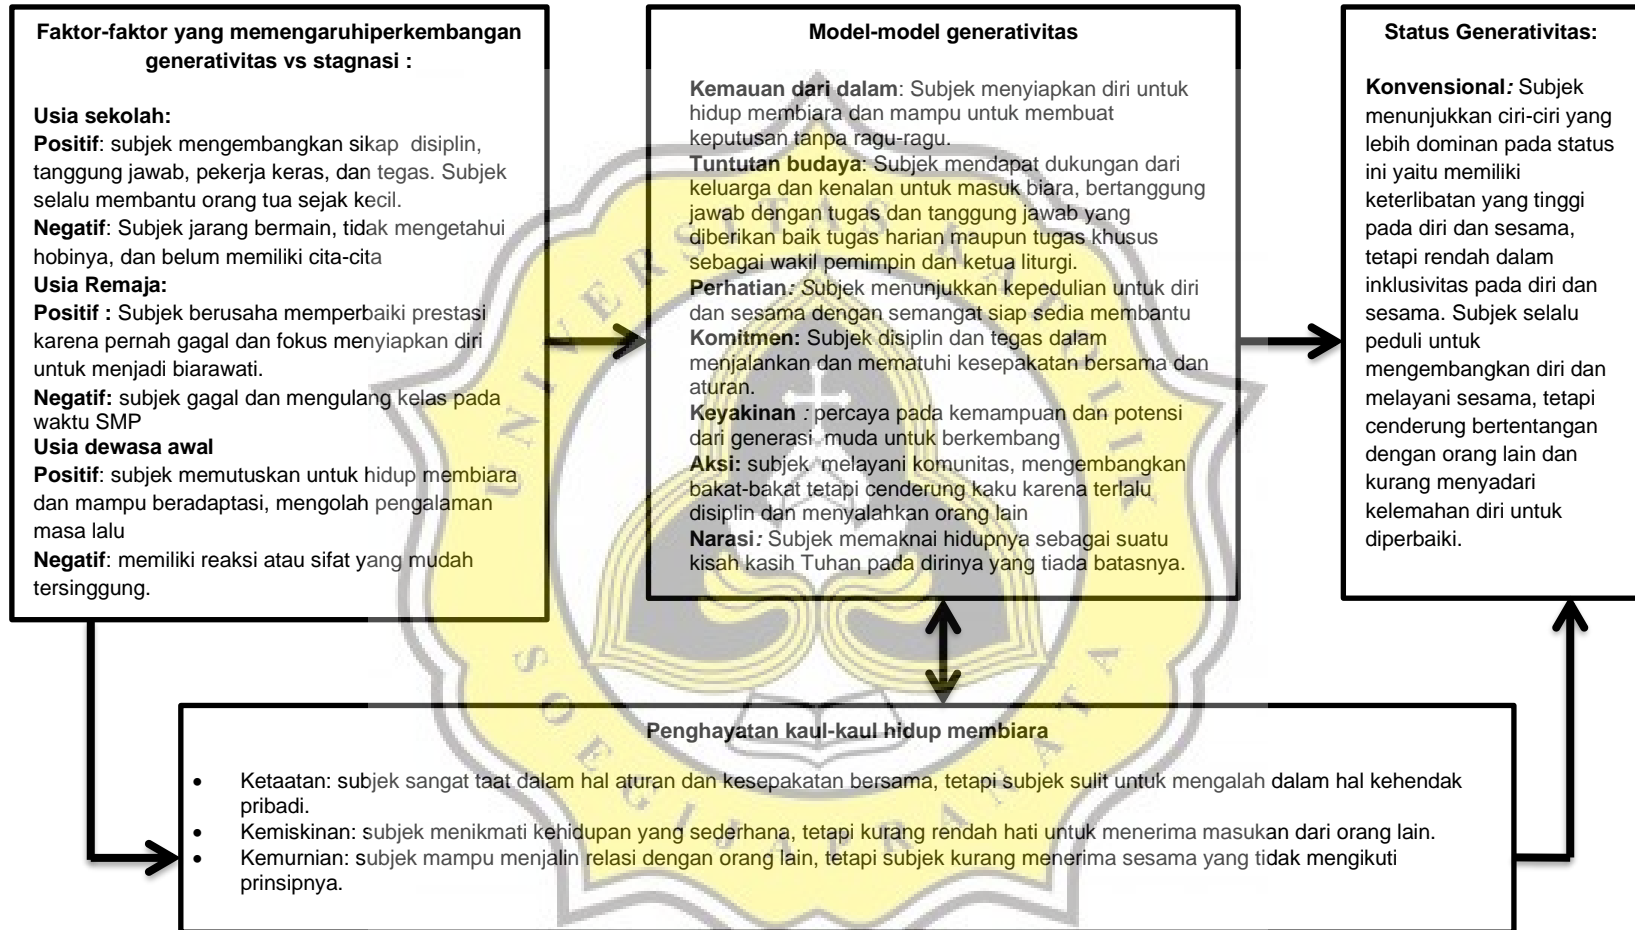 Faktor-faktor yang memengaruhiperkembangan
generativitas vs stagnasi :
Usia sekolah:
Positif: subjek mengembangkan sikap disiplin,
tanggung jawab, pekerja keras, dan tegas. Subjek
selalu membantu orang tua sejak kecil.
Negatif: Subjek jarang bermain, tidak mengetahui
hobinya, dan belum memiliki cita-cita
Usia Remaja:
Positif : Subjek berusaha memperbaiki prestasi
karena pernah gagal dan fokus menyiapkan diri
untuk menjadi biarawati.
Negatif: subjek gagal dan mengulang kelas pada
waktu SMP
Usia dewasa awal
Positif: subjek memutuskan untuk hidup membiara
dan mampu beradaptasi, mengolah pengalaman
masa lalu
Negatif: memiliki reaksi atau sifat yang mudah
tersinggung.
Model-model generativitas
Kemauan dari dalam: Subjek menyiapkan diri untuk
hidup membiara dan mampu untuk membuat
keputusan tanpa ragu-ragu.
Tuntutan budaya: Subjek mendapat dukungan dari
keluarga dan kenalan untuk masuk biara, bertanggung
jawab dengan tugas dan tanggung jawab yang
diberikan baik tugas harian maupun tugas khusus
sebagai wakil pemimpin dan ketua liturgi.
Perhatian: Subjek menunjukkan kepedulian untuk diri
dan sesama dengan semangat siap sedia membantu
Komitmen: Subjek disiplin dan tegas dalam
menjalankan dan mematuhi kesepakatan bersama dan
aturan.
Keyakinan : percaya pada kemampuan dan potensi
dari generasi muda untuk berkembang
Aksi: subjek melayani komunitas, mengembangkan
bakat-bakat tetapi cenderung kaku karena terlalu
disiplin dan menyalahkan orang lain
Narasi: Subjek memaknai hidupnya sebagai suatu
kisah kasih Tuhan pada dirinya yang tiada batasnya.
Status Generativitas:
Konvensional: Subjek
menunjukkan ciri-ciri yang
lebih dominan pada status
ini yaitu memiliki
keterlibatan yang tinggi
pada diri dan sesama,
tetapi rendah dalam
inklusivitas pada diri dan
sesama. Subjek selalu
peduli untuk
mengembangkan diri dan
melayani sesama, tetapi
cenderung bertentangan
dengan orang lain dan
kurang menyadari
kelemahan diri untuk
diperbaiki.
Penghayatan kaul-kaul hidup membiara
• Ketaatan: subjek sangat taat dalam hal aturan dan kesepakatan bersama, tetapi subjek sulit untuk mengalah dalam hal kehendak
pribadi.
• Kemiskinan: subjek menikmati kehidupan yang sederhana, tetapi kurang rendah hati untuk menerima masukan dari orang lain.
• Kemurnian: subjek mampu menjalin relasi dengan orang lain, tetapi subjek kurang menerima sesama yang tidak mengikuti
prinsipnya.
UNIVERSITAS KATOLIK
SOEGIJAPRANATA